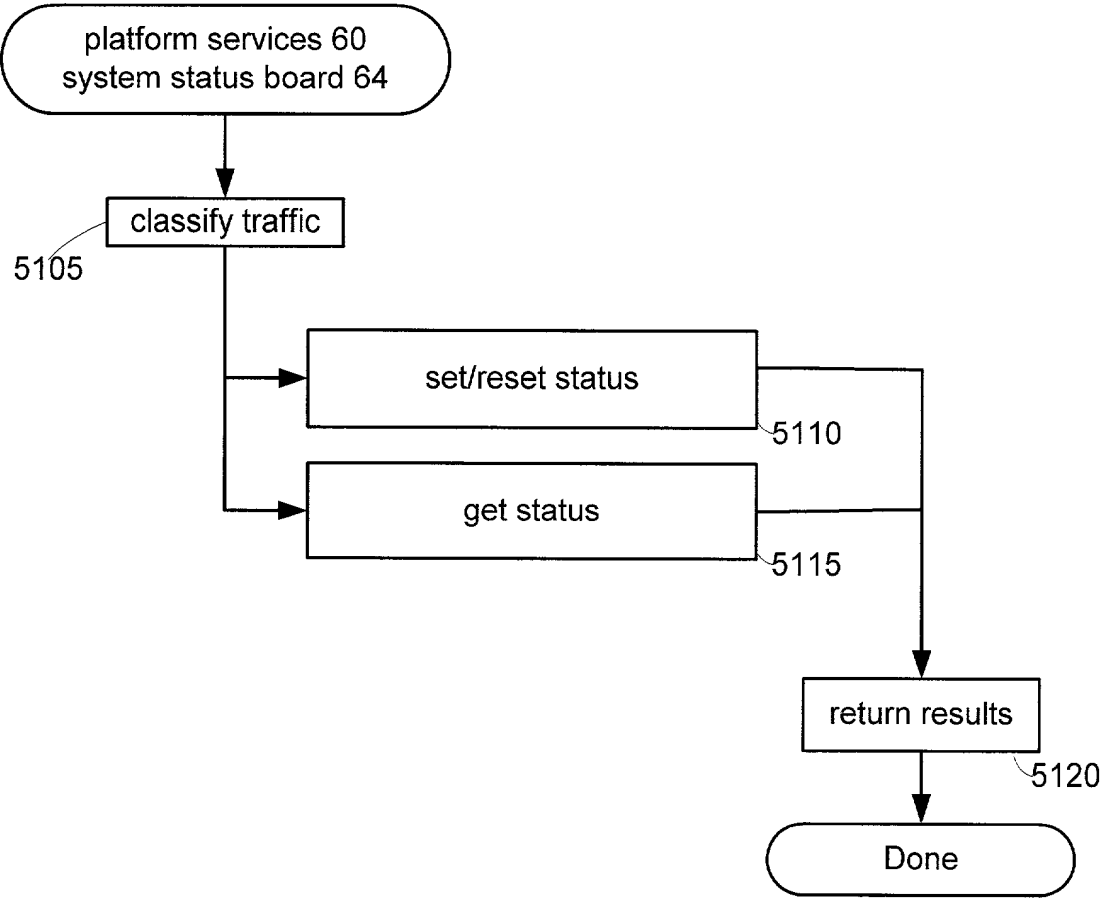 platform services 60
system status board 64
classify traffic
5105
set/reset status
5110
get status
5115
return results
5120
Done